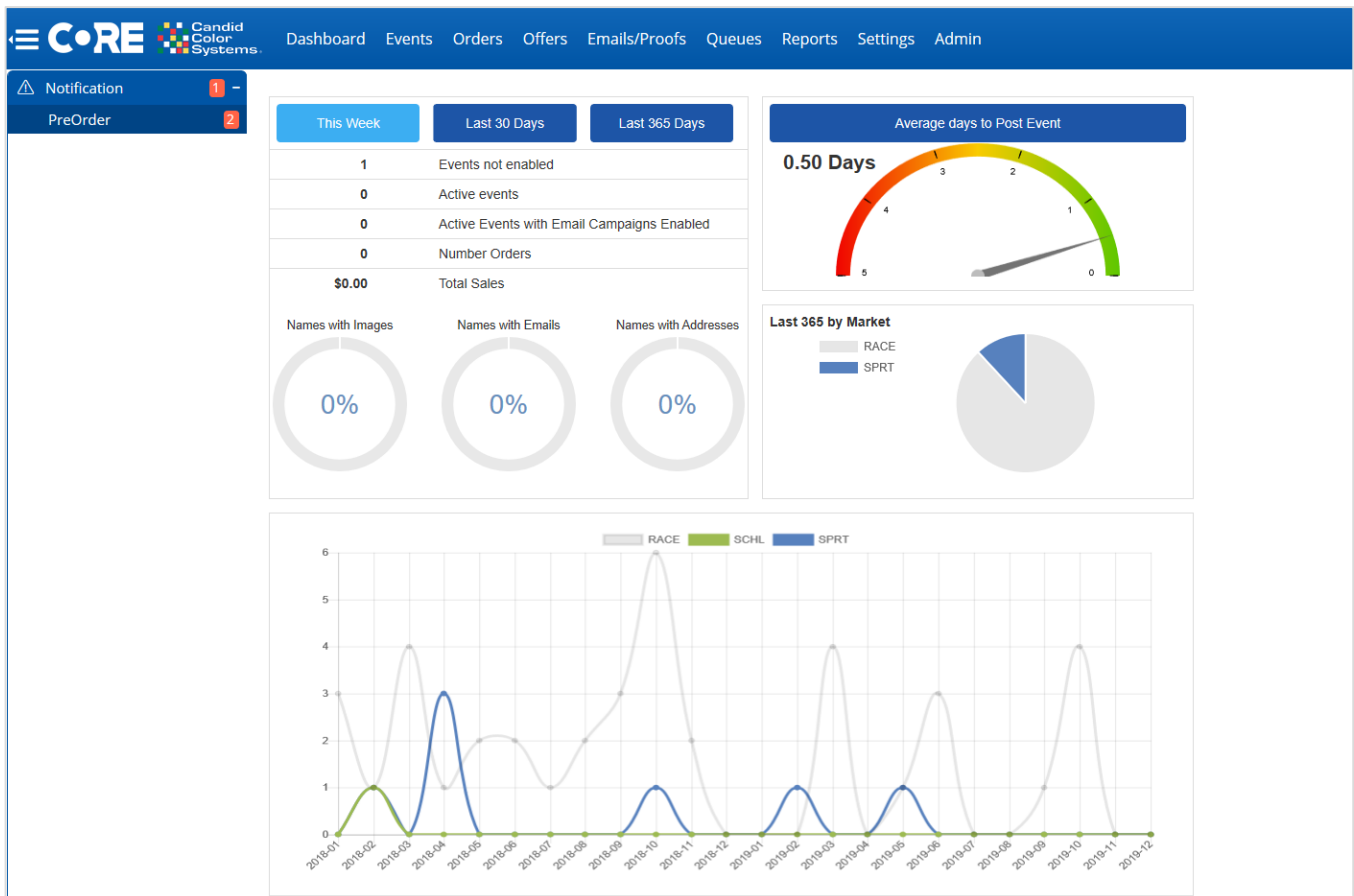 CORE Candid
Color
Systems.
Dashboard Events Orders Offers Emails/Proofs Queues Reports Settings Admin
Notification 1 −
PreOrder 2
This Week Last 30 Days Last 365 Days
1 Events not enabled
0 Active events
0 Active Events with Email Campaigns Enabled
0 Number Orders
$0.00 Total Sales
Names with Images Names with Emails Names with Addresses
0% 0% 0%
Average days to Post Event
0.50 Days
5 4 3 2 1 0
Last 365 by Market
RACE
SPRT
RACE SCHL SPRT
6
5
4
3
2
1
0
2018-01 2018-02 2018-03 2018-04 2018-05 2018-06 2018-07 2018-08 2018-09 2018-10 2018-11 2018-12 2019-01 2019-02 2019-03 2019-04 2019-05 2019-06 2019-07 2019-08 2019-09 2019-10 2019-11 2019-12